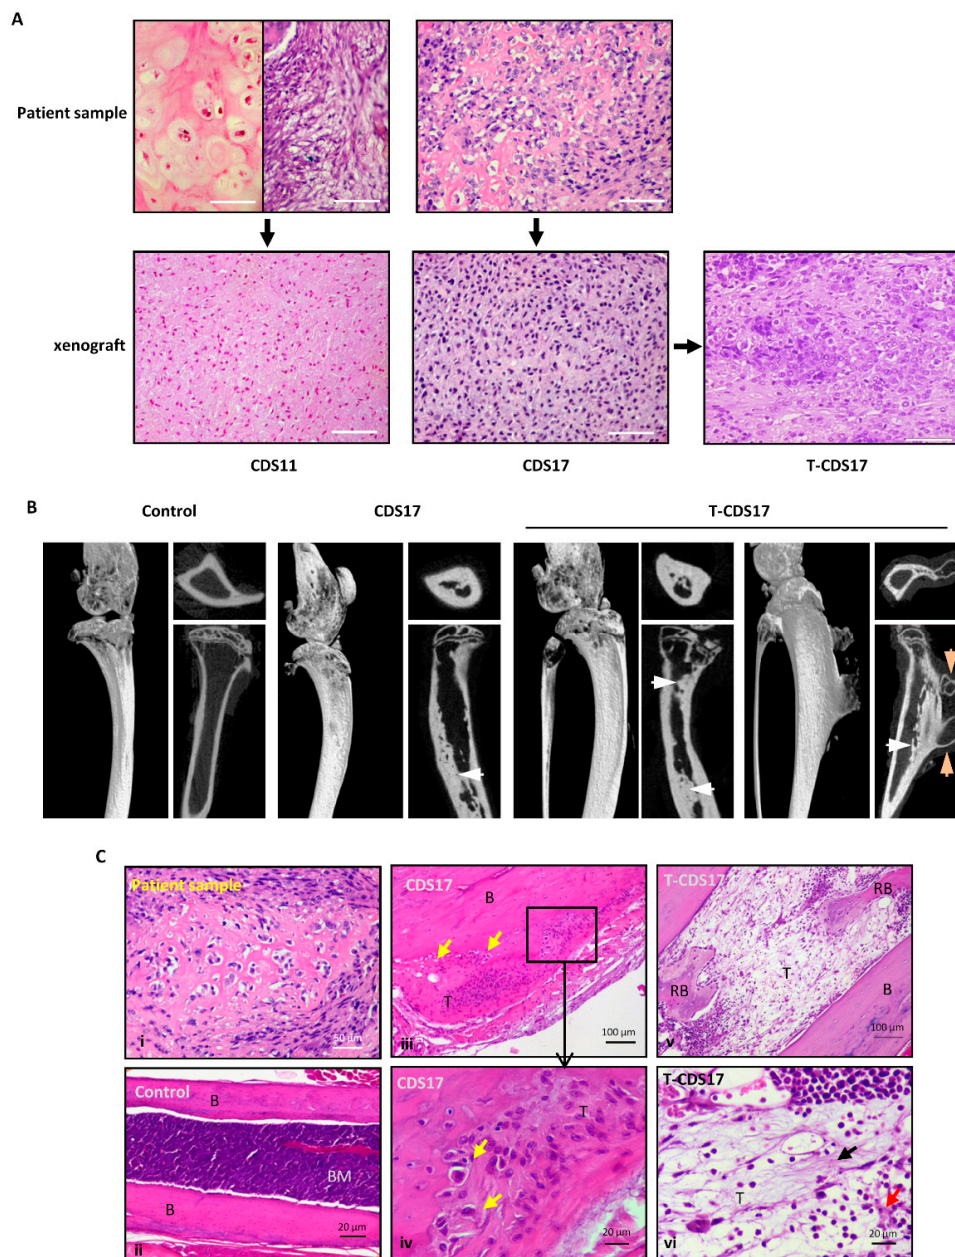 A
Patient sample
xenograft
CDS11
CDS17
T-CDS17
B
Control
CDS17
T-CDS17
C
Patient sample
i
50 µm
CDS17
B
T
iii
100 µm
T-CDS17
RB
T
RB
B
v
100 µm
Control
B
BM
B
ii
20 µm
CDS17
T
iv
20 µm
T-CDS17
T
vi
20 µm